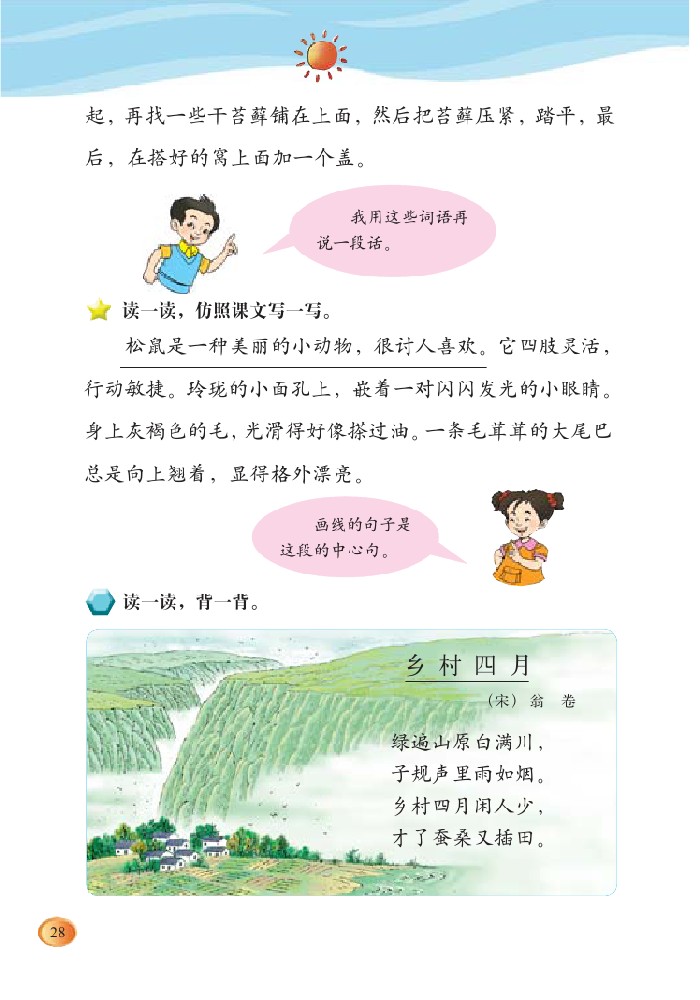 起，再找一些干苔藓铺在上面，然后把苔藓压紧，踏平，最
后，在搭好的窝上面加一个盖。
我用这些词语再
说一段话。
读一读，仿照课文写一写。
松鼠是一种美丽的小动物，很讨人喜欢。它四肢灵活，
行动敏捷。玲珑的小面孔上，嵌着一对闪闪发光的小眼睛。
身上灰褐色的毛，光滑得好像搽过油。一条毛茸茸的大尾巴
总是向上翘着，显得格外漂亮。
画线的句子是
这段的中心句。
读一读，背一背。
乡村四月
（宋）翁 卷
绿遍山原白满川，
子规声里雨如烟。
乡村四月闲人少，
才了蚕桑又插田。
28